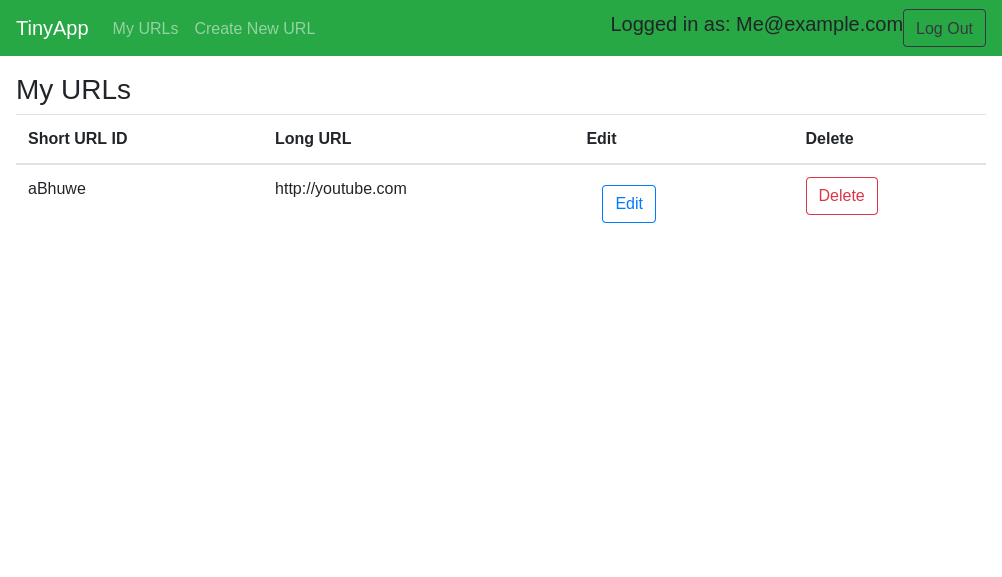 TinyApp My URLs Create New URL Logged in as: Me@example.com Log Out
My URLs
Short URL ID Long URL Edit Delete
aBhuwe http://youtube.com Edit Delete